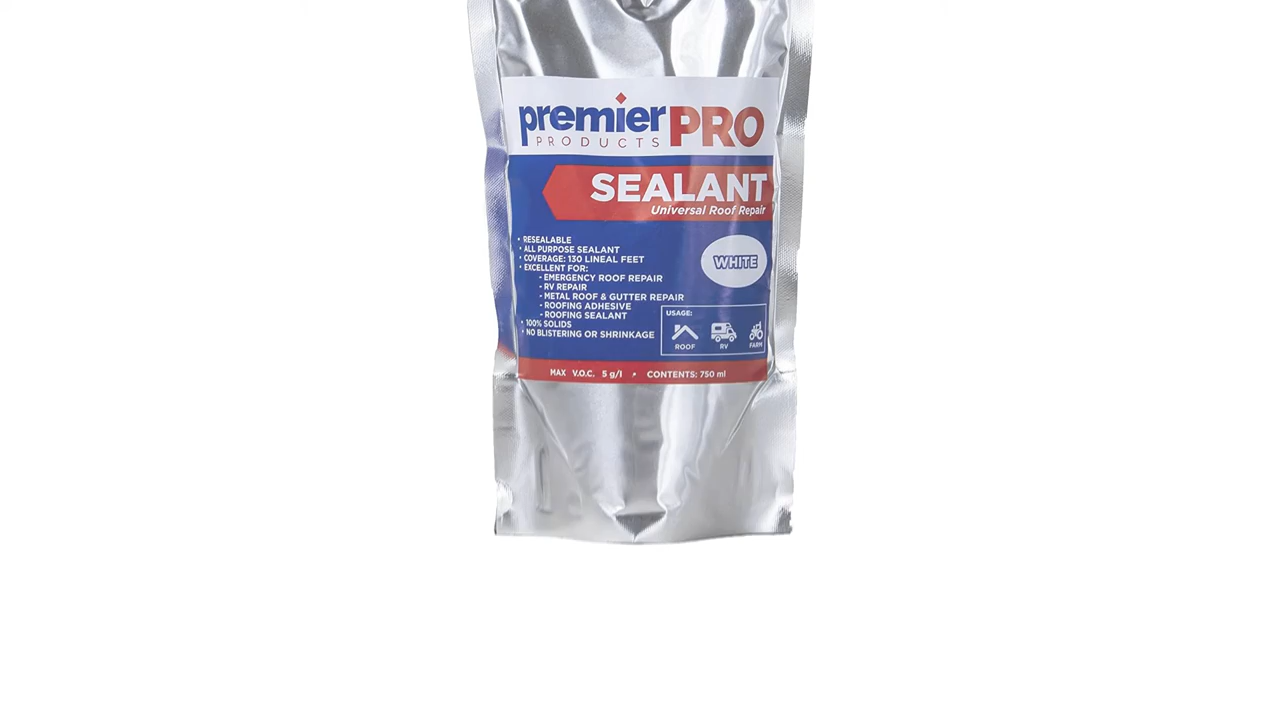 premier PRO
PRODUCTS
SEALANT
Universal Roof Repair
• RESEALABLE
• ALL PURPOSE SEALANT
• COVERAGE: 130 LINEAL FEET
• EXCELLENT FOR:
- EMERGENCY ROOF REPAIR
- RV REPAIR
- METAL ROOF & GUTTER REPAIR
- ROOFING ADHESIVE
- ROOFING SEALANT
• 100% SOLIDS
• NO BLISTERING OR SHRINKAGE
WHITE
USAGE:
ROOF RV FARM
MAX V.O.C. 5 g/l • CONTENTS: 750 ml